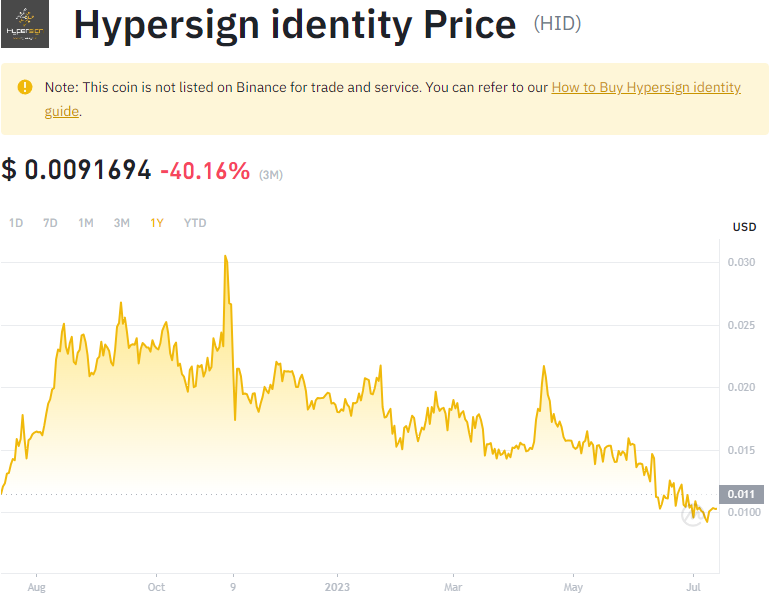 Hypersign
Hypersign identity Price (HID)
Note: This coin is not listed on Binance for trade and service. You can refer to our How to Buy Hypersign identity
guide.
$ 0.0091694 -40.16% (3M)
1D 7D 1M 3M 1Y YTD
USD
0.030
0.025
0.020
0.015
0.011
0.0100
Aug Oct 9 2023 Mar May Jul